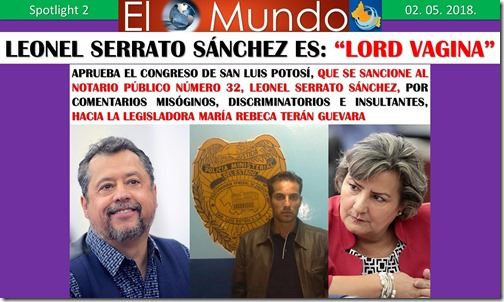 Spotlight 2
El Mundo
02. 05. 2018.
LEONEL SERRATO SÁNCHEZ ES: “LORD VAGINA”
APRUEBA EL CONGRESO DE SAN LUIS POTOSÍ, QUE SE SANCIONE AL
NOTARIO PÚBLICO NÚMERO 32, LEONEL SERRATO SÁNCHEZ, POR
COMENTARIOS MISÓGINOS, DISCRIMINATORIOS E INSULTANTES,
HACIA LA LEGISLADORA MARÍA REBECA TERÁN GUEVARA
POLICIA MINISTERIAL
DEL ESTADO